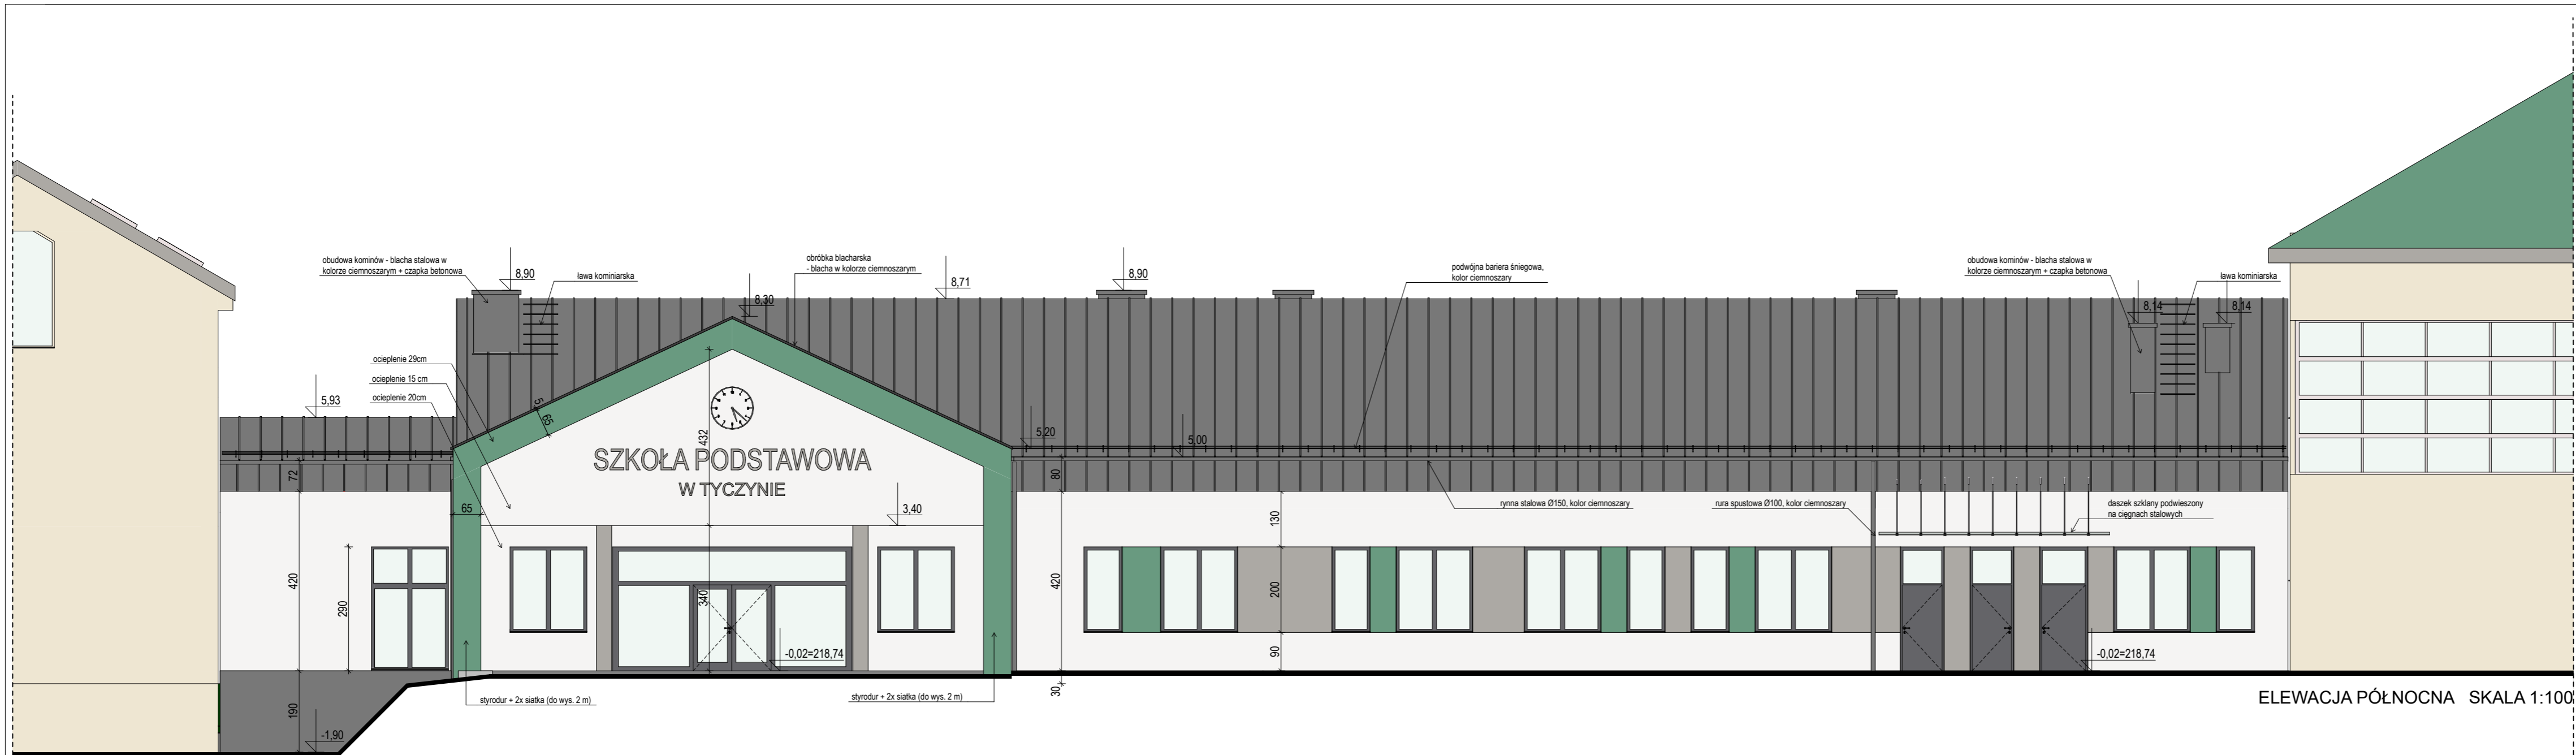 obudowa kominów - blacha stalowa w
kolorze ciemnoszarym + czapka betonowa
8,90
ława kominiarska
obróbka blacharska
- blacha w kolorze ciemnoszarym
8,30
8,71
8,90
podwójna bariera śniegowa,
kolor ciemnoszary
obudowa kominów - blacha stalowa w
kolorze ciemnoszarym + czapka betonowa
ława kominiarska
8,14
8,14
ocieplenie 29cm
ocieplenie 15 cm
ocieplenie 20cm
5,93
5
65
432
SZKOŁA PODSTAWOWA
W TYCZYNIE
5,20
5,00
72
80
65
3,40
rynna stalowa Ø150, kolor ciemnoszary
rura spustowa Ø100, kolor ciemnoszary
daszek szklany podwieszony
na cięgnach stalowych
130
420
290
340
420
200
90
-0,02=218,74
-0,02=218,74
30
styrodur + 2x siatka (do wys. 2 m)
styrodur + 2x siatka (do wys. 2 m)
190
-1,90
ELEWACJA PÓŁNOCNA SKALA 1:100